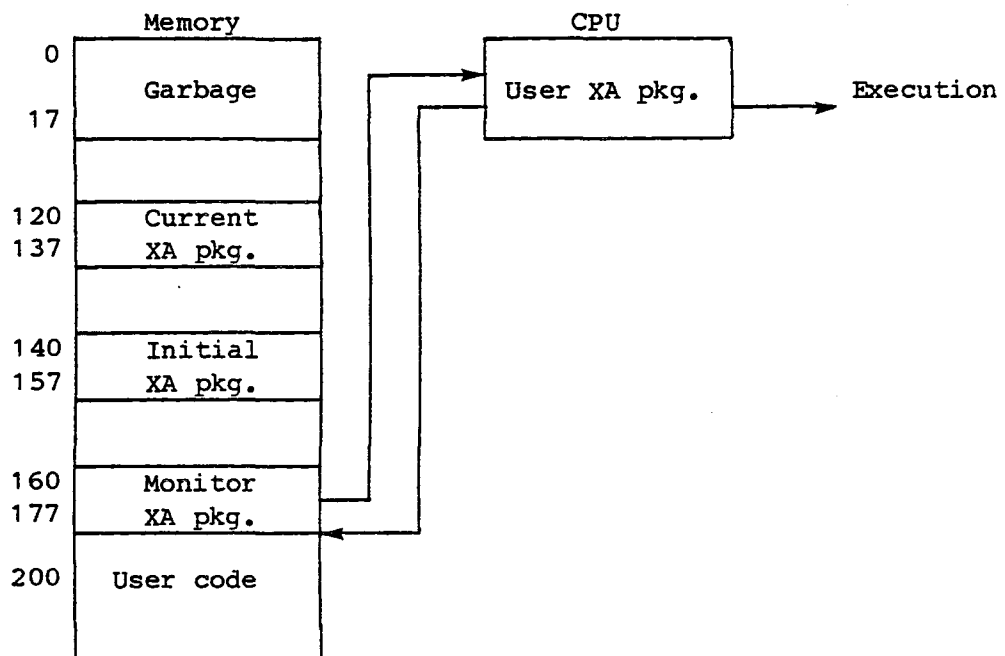 Memory
CPU
0
Garbage
17
User XA pkg.
Execution
120 Current
137 XA pkg.
140 Initial
157 XA pkg.
160 Monitor
177 XA pkg.
200 User code